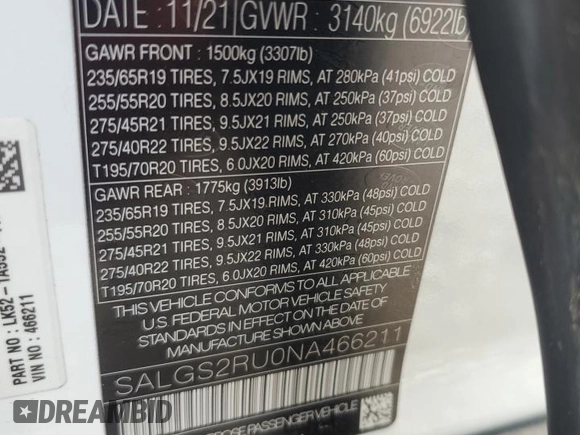 DATE: 11/21 GVWR : 3140kg (6922lb
GAWR FRONT : 1500kg (3307lb)
235/65R19 TIRES, 7.5JX19 RIMS, AT 280kPa (41psi) COLD
255/55R20 TIRES, 8.5JX20 RIMS, AT 250kPa (37psi) COLD
275/45R21 TIRES, 9.5JX21 RIMS, AT 250kPa (37psi) COLD
275/40R22 TIRES, 9.5JX22 RIMS, AT 270kPa (40psi) COLD
T195/70R20 TIRES, 6.0JX20 RIMS, AT 420kPa (60psi) COLD
GAWR REAR : 1775kg (3913lb)
235/65R19 TIRES, 7.5JX19 RIMS, AT 330kPa (48psi) COLD
255/55R20 TIRES, 8.5JX20 RIMS, AT 310kPa (45psi) COLD
275/45R21 TIRES, 9.5JX21 RIMS, AT 310kPa (45psi) COLD
275/40R22 TIRES, 9.5JX22 RIMS, AT 330kPa (48psi) COLD
T195/70R20 TIRES, 6.0JX20 RIMS, AT 420kPa (60psi) COLD
THIS VEHICLE CONFORMS TO ALL APPLICABLE
U.S. FEDERAL MOTOR VEHICLE SAFETY
STANDARDS IN EFFECT ON THE DATE OF
MANUFACTURE SHOWN ABOVE
SALGS2RU0NA466211
PURPOSE PASSENGER VEHICLE
VIN NO : 466211
DREAMBID